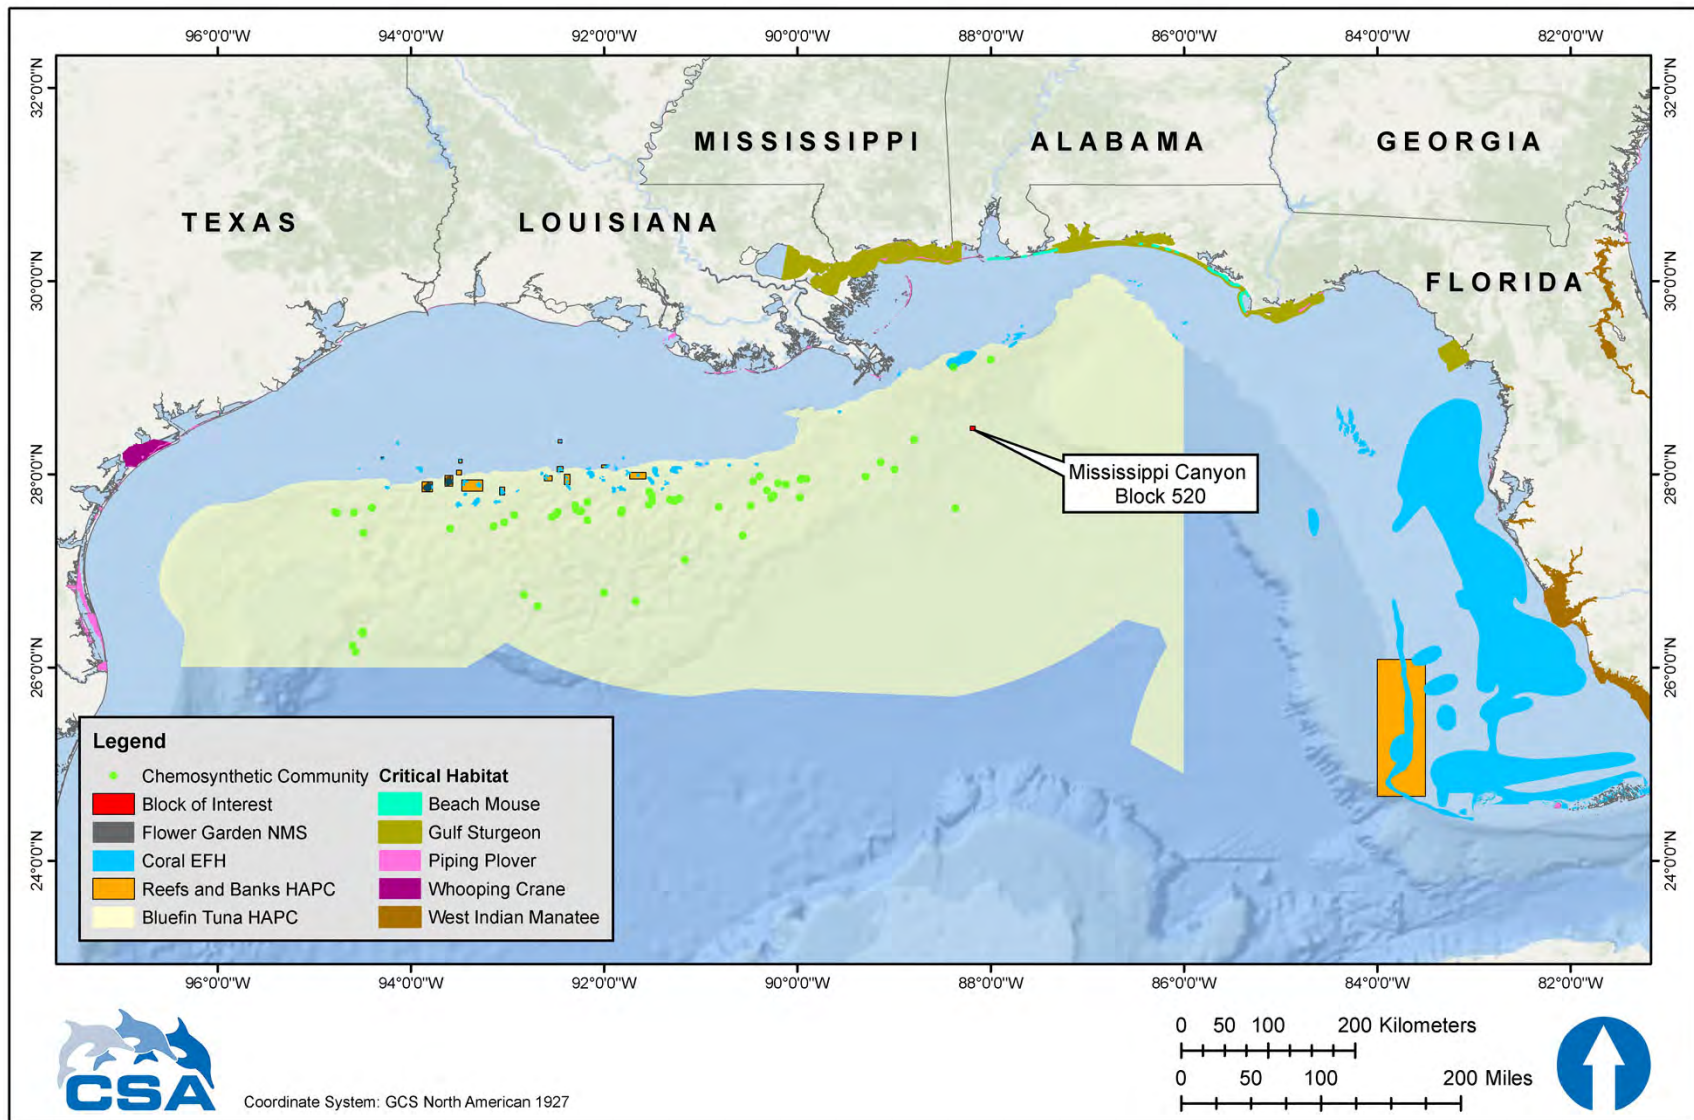 96°0'0"W 94°0'0"W 92°0'0"W 90°0'0"W 88°0'0"W 86°0'0"W 84°0'0"W 82°0'0"W
32°0'0"N 32°0'0"N
MISSISSIPPI ALABAMA GEORGIA
TEXAS LOUISIANA
30°0'0"N FLORIDA 30°0'0"N
28°0'0"N 28°0'0"N
Mississippi Canyon
Block 520
26°0'0"N 26°0'0"N
Legend
Chemosynthetic Community
Block of Interest
Flower Garden NMS
Coral EFH
Reefs and Banks HAPC
Bluefin Tuna HAPC
Critical Habitat
Beach Mouse
Gulf Sturgeon
Piping Plover
Whooping Crane
West Indian Manatee
24°0'0"N 24°0'0"N
96°0'0"W 94°0'0"W 92°0'0"W 90°0'0"W 88°0'0"W 86°0'0"W 84°0'0"W 82°0'0"W
CSA
Coordinate System: GCS North American 1927
0 50 100 200 Kilometers
0 50 100 200 Miles